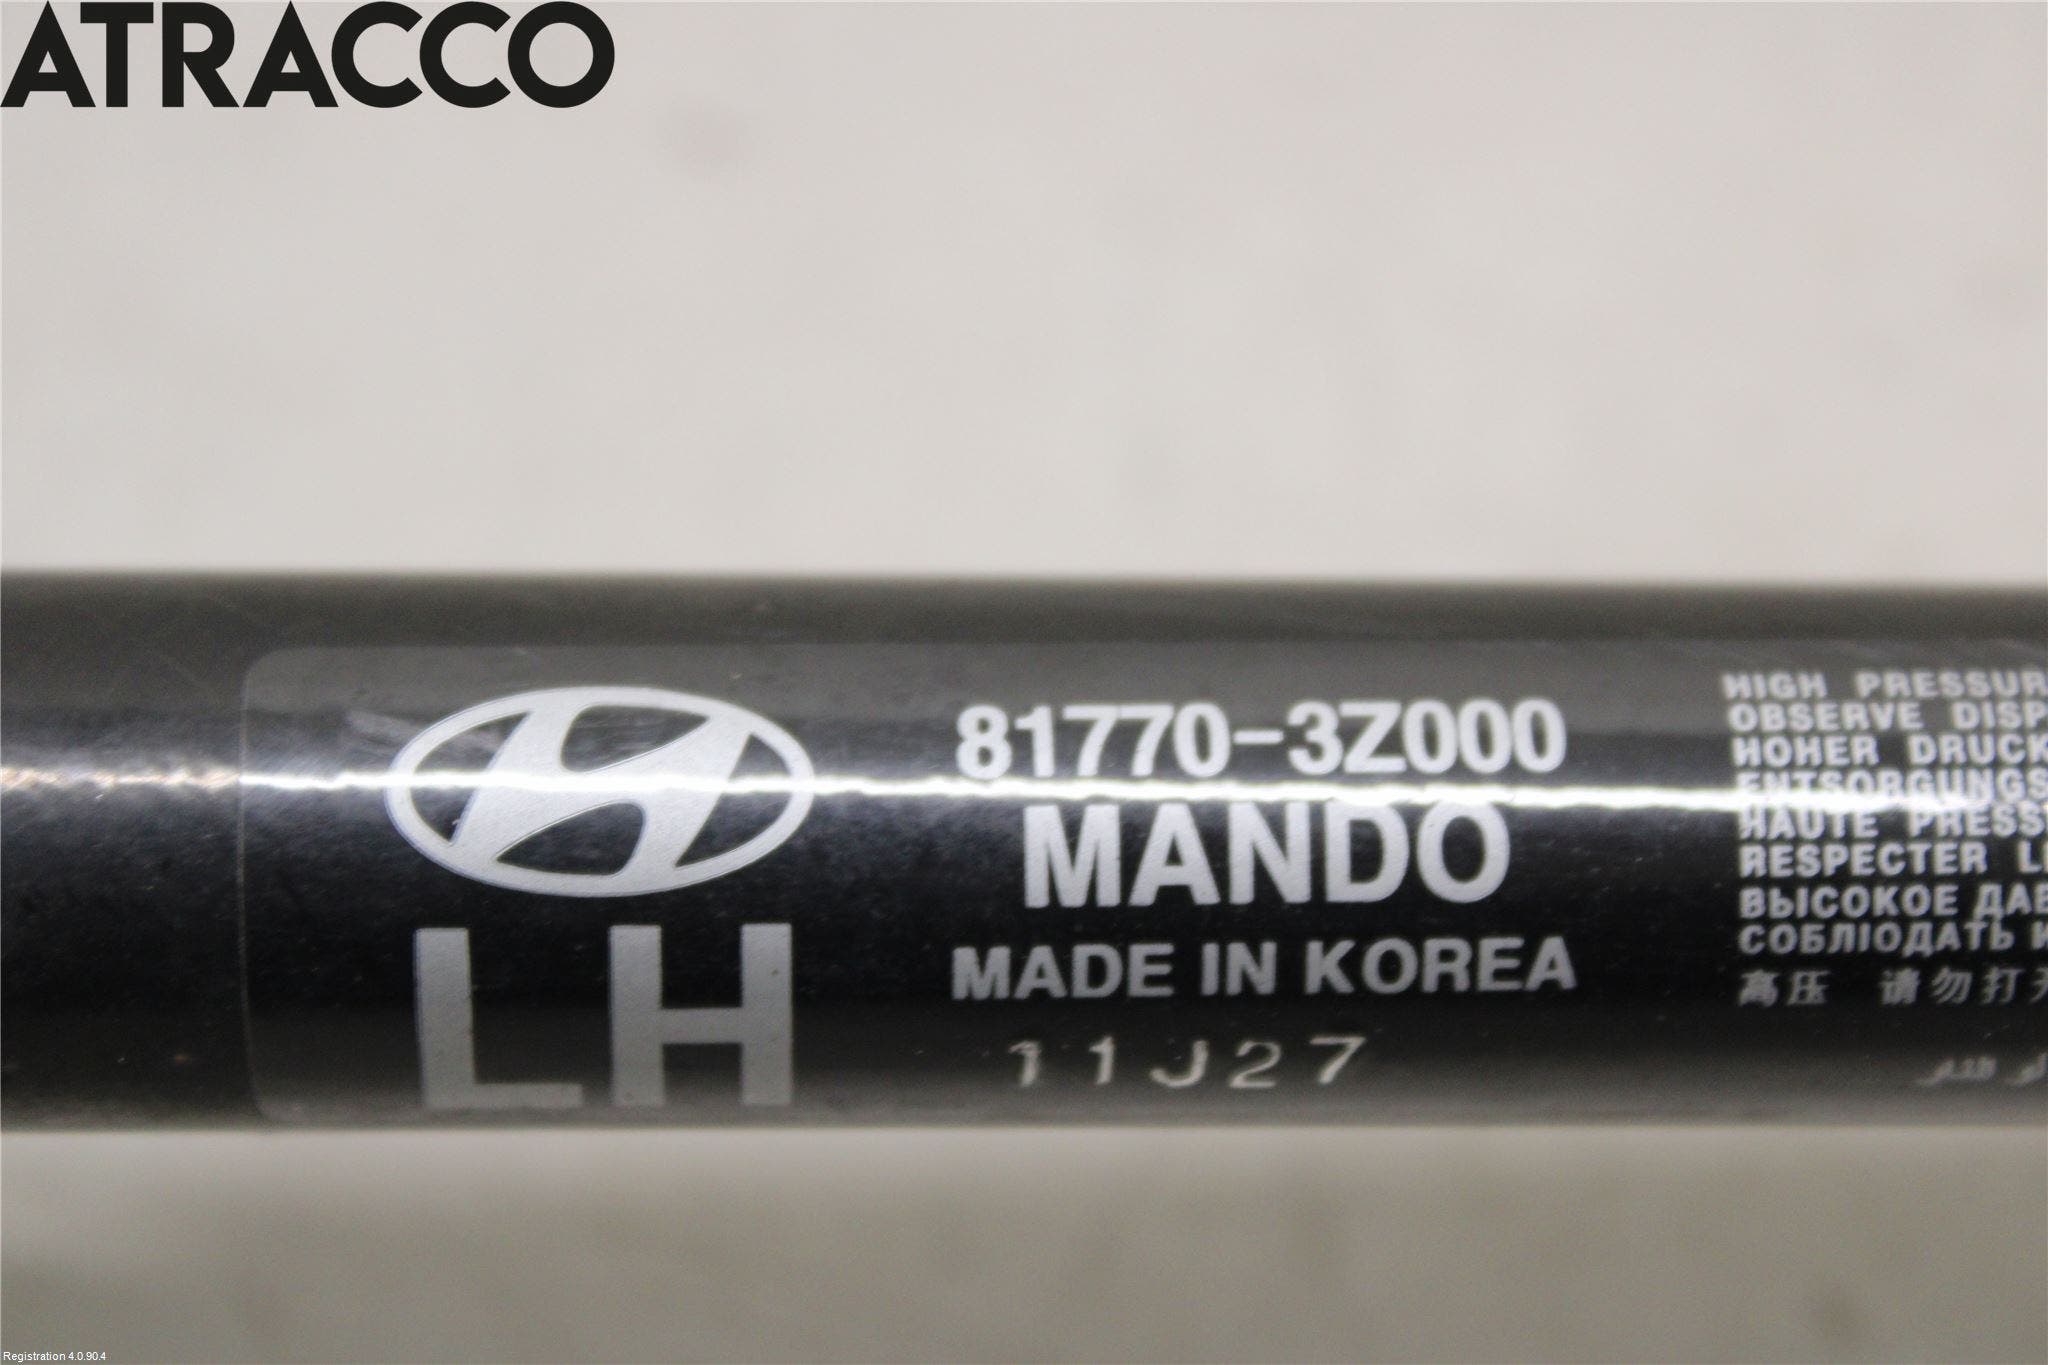 ATRACCO
LH
81770-3Z000
MANDO
MADE IN KOREA
11J27
HIGH PRESSUR
OBSERVE DISP
HOHER DRUCK
ENTSORGUNGS
HAUTE PRESS
RESPECTER L
ВЫСОКОЕ ДАВ
СОБЛЮДАТЬ И
高压 请勿打开
Registration 4.0.90.4